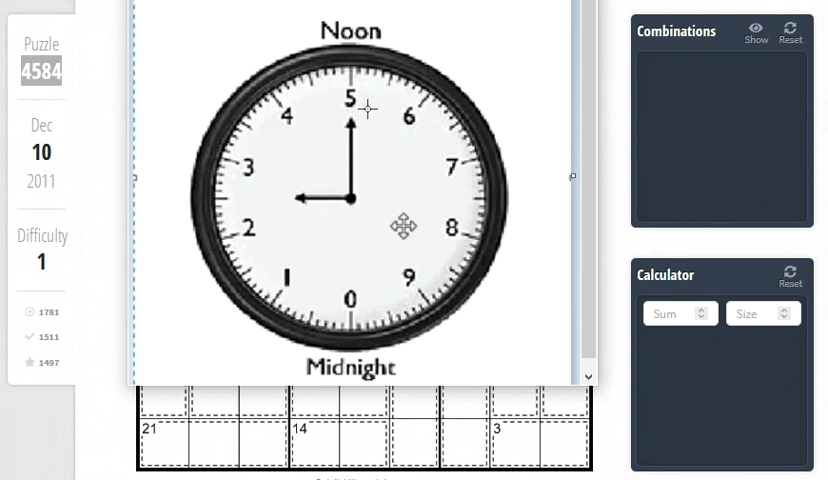 Puzzle
4584
Dec
10
2011
Difficulty
1
1781
1511
1497
Noon
5
4
6
3
7
2
8
1
9
0
Midnight
21
14
3
Combinations
Show
Reset
Calculator
Reset
Sum
Size